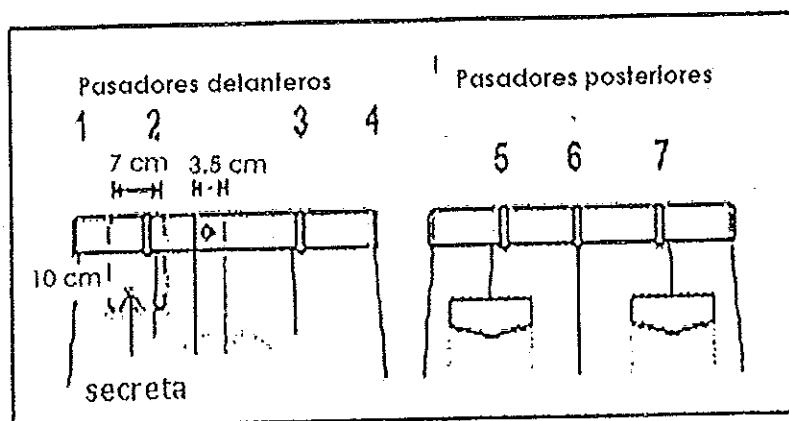 Pasadores delanteros
1 2 3 4
7 cm 3.5 cm
10 cm
secreta
Pasadores posteriores
5 6 7